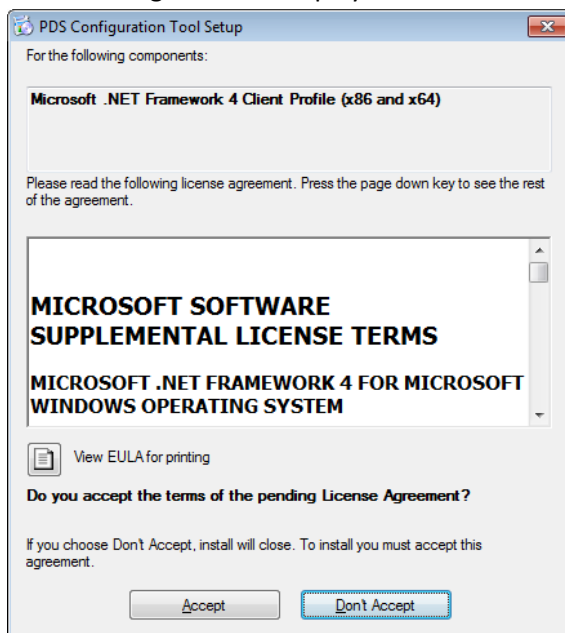 PDS Configuration Tool Setup
For the following components:
Microsoft .NET Framework 4 Client Profile (x86 and x64)
Please read the following license agreement. Press the page down key to see the rest
of the agreement.
MICROSOFT SOFTWARE
SUPPLEMENTAL LICENSE TERMS
MICROSOFT .NET FRAMEWORK 4 FOR MICROSOFT
WINDOWS OPERATING SYSTEM
View EULA for printing
Do you accept the terms of the pending License Agreement?
If you choose Don't Accept, install will close. To install you must accept this
agreement.
Accept
Don't Accept